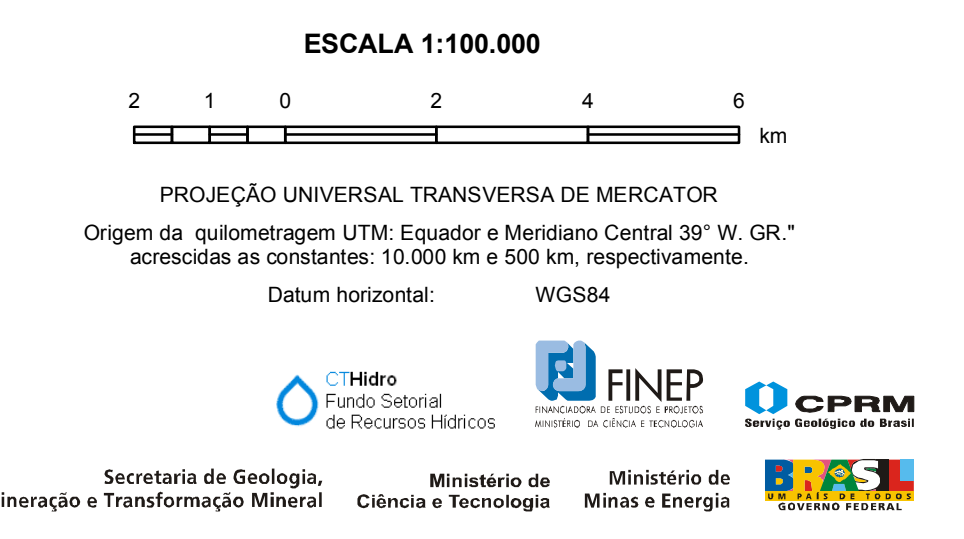 ESCALA 1:100.000
2 1 0 2 4 6
km
PROJEÇÃO UNIVERSAL TRANSVERSA DE MERCATOR
Origem da quilometragem UTM: Equador e Meridiano Central 39° W. GR."
acrescidas as constantes: 10.000 km e 500 km, respectivamente.
Datum horizontal: WGS84
CTHidro
Fundo Setorial
de Recursos Hídricos
FINEP
FINANCIADORA DE ESTUDOS E PROJETOS
MINISTÉRIO DA CIÊNCIA E TECNOLOGIA
CPRM
Serviço Geológico do Brasil
Secretaria de Geologia,
ineração e Transformação Mineral
Ministério de
Ciência e Tecnologia
Ministério de
Minas e Energia
BRASIL
UM PAÍS DE TODOS
GOVERNO FEDERAL